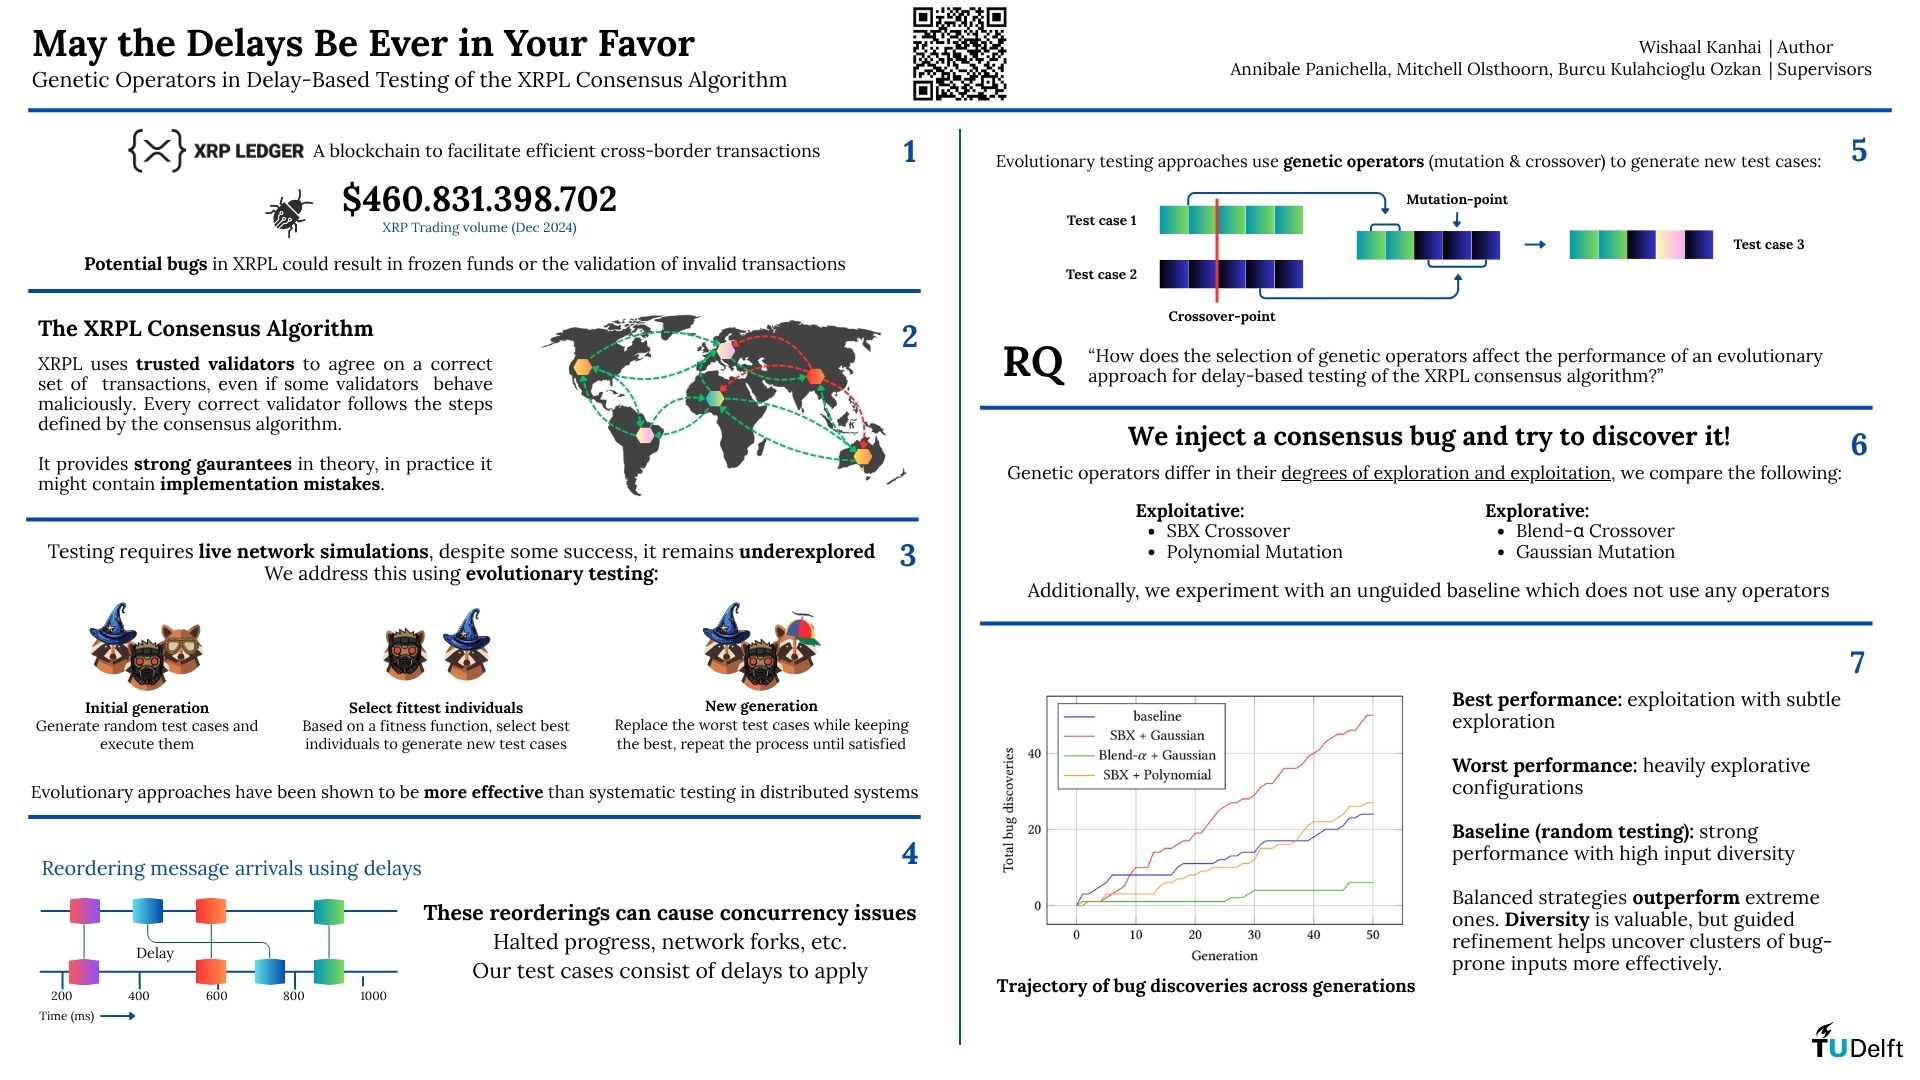 May the Delays Be Ever in Your Favor
Genetic Operators in Delay-Based Testing of the XRPL Consensus Algorithm
Wishaal Kanhai | Author
Annibale Panichella, Mitchell Olsthoorn, Burcu Kulahcioglu Ozkan | Supervisors
1
XRP LEDGER A blockchain to facilitate efficient cross-border transactions
$460.831.398.702
XRP Trading volume (Dec 2024)
Potential bugs in XRPL could result in frozen funds or the validation of invalid transactions
2
The XRPL Consensus Algorithm
XRPL uses trusted validators to agree on a correct
set of transactions, even if some validators behave
maliciously. Every correct validator follows the steps
defined by the consensus algorithm.
It provides strong gaurantees in theory, in practice it
might contain implementation mistakes.
3
Testing requires live network simulations, despite some success, it remains underexplored
We address this using evolutionary testing:
Initial generation
Generate random test cases and
execute them
Select fittest individuals
Based on a fitness function, select best
individuals to generate new test cases
New generation
Replace the worst test cases while keeping
the best, repeat the process until satisfied
Evolutionary approaches have been shown to be more effective than systematic testing in distributed systems
4
Reordering message arrivals using delays
Delay
200 400 600 800 1000
Time (ms)
These reorderings can cause concurrency issues
Halted progress, network forks, etc.
Our test cases consist of delays to apply
5
Evolutionary testing approaches use genetic operators (mutation & crossover) to generate new test cases:
Test case 1
Test case 2
Crossover-point
Mutation-point
Test case 3
RQ
“How does the selection of genetic operators affect the performance of an evolutionary
approach for delay-based testing of the XRPL consensus algorithm?”
6
We inject a consensus bug and try to discover it!
Genetic operators differ in their degrees of exploration and exploitation, we compare the following:
Exploitative:
• SBX Crossover
• Polynomial Mutation
Explorative:
• Blend-α Crossover
• Gaussian Mutation
Additionally, we experiment with an unguided baseline which does not use any operators
7
baseline
SBX + Gaussian
Blend-α + Gaussian
SBX + Polynomial
Total bug discoveries
40
20
0
0 10 20 30 40 50
Generation
Trajectory of bug discoveries across generations
Best performance: exploitation with subtle
exploration
Worst performance: heavily explorative
configurations
Baseline (random testing): strong
performance with high input diversity
Balanced strategies outperform extreme
ones. Diversity is valuable, but guided
refinement helps uncover clusters of bug-
prone inputs more effectively.
TUDelft